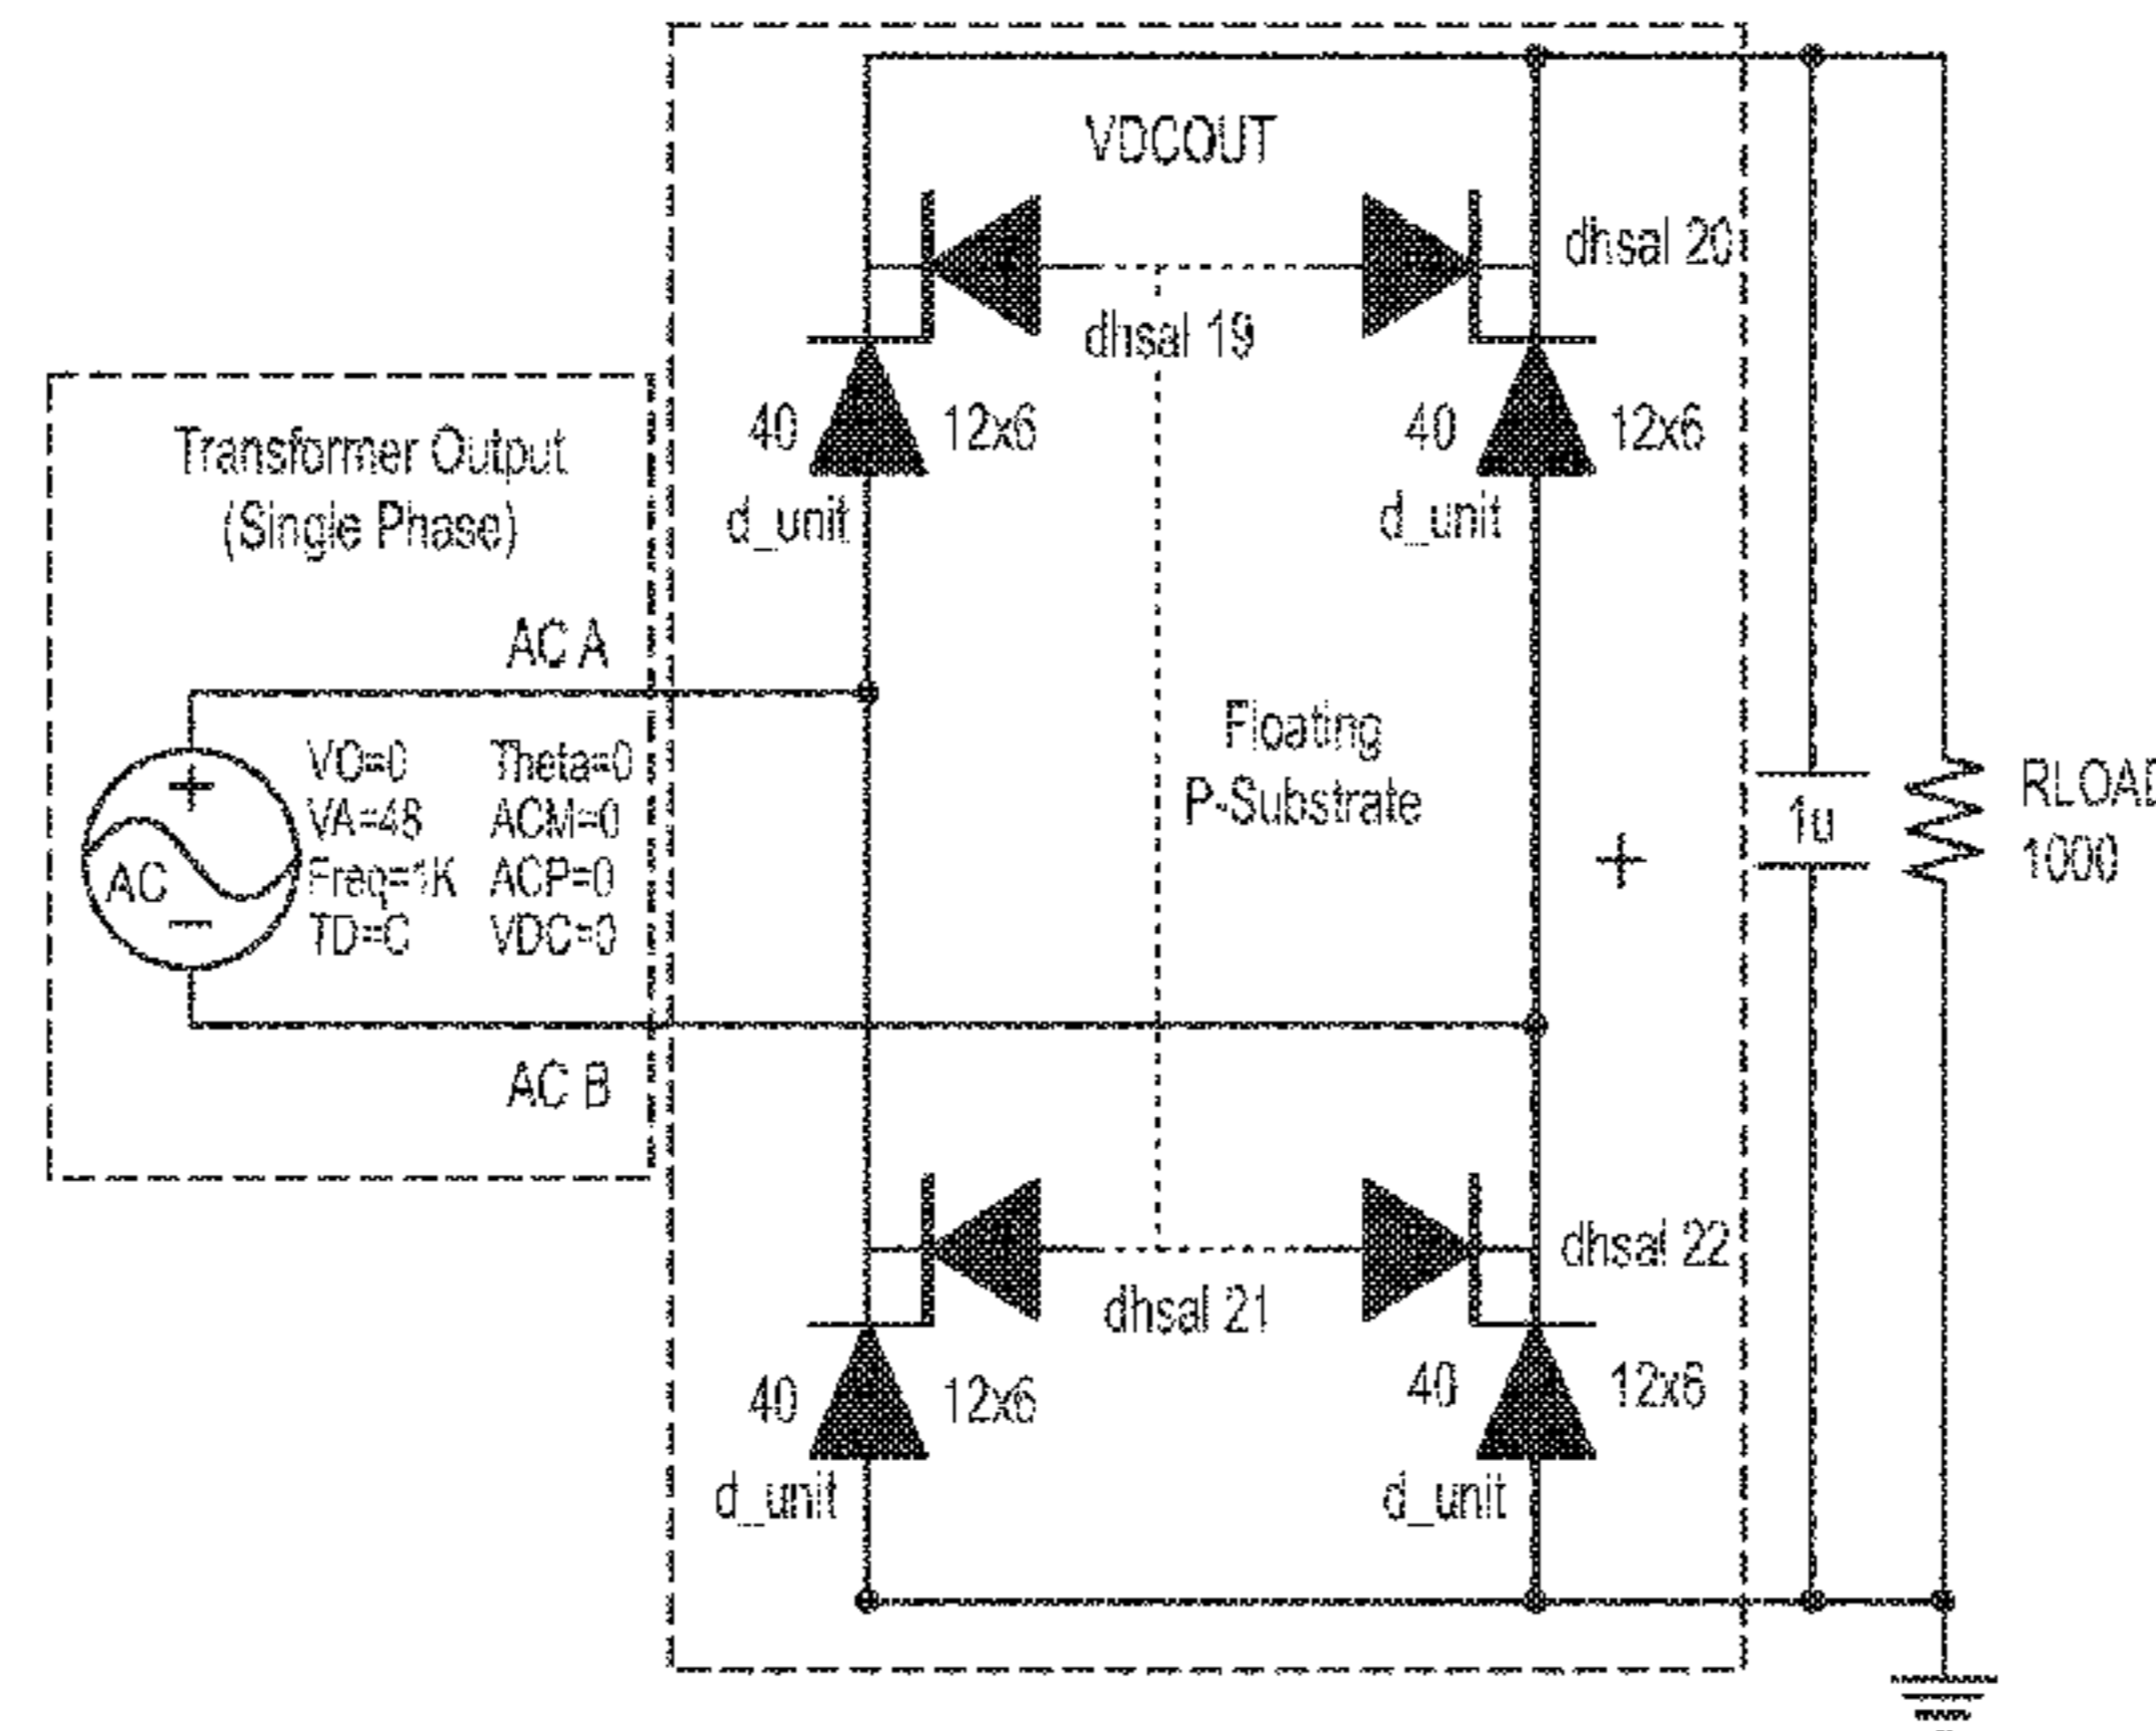 VDCOUT
dhsal 20
dhsal 19
40
12x6
40
12x6
d_unit
d_unit
Transformer Output
(Single Phase)
AC A
VO=0
Theta=0
VA=48
ACM=0
Freq=1K
ACP=0
TD=C
VDC=0
+
AC
−
Floating
P-Substrate
+
1u
RLOAD
1000
AC B
dhsal 22
dhsal 21
40
12x6
40
12x6
d_unit
d_unit